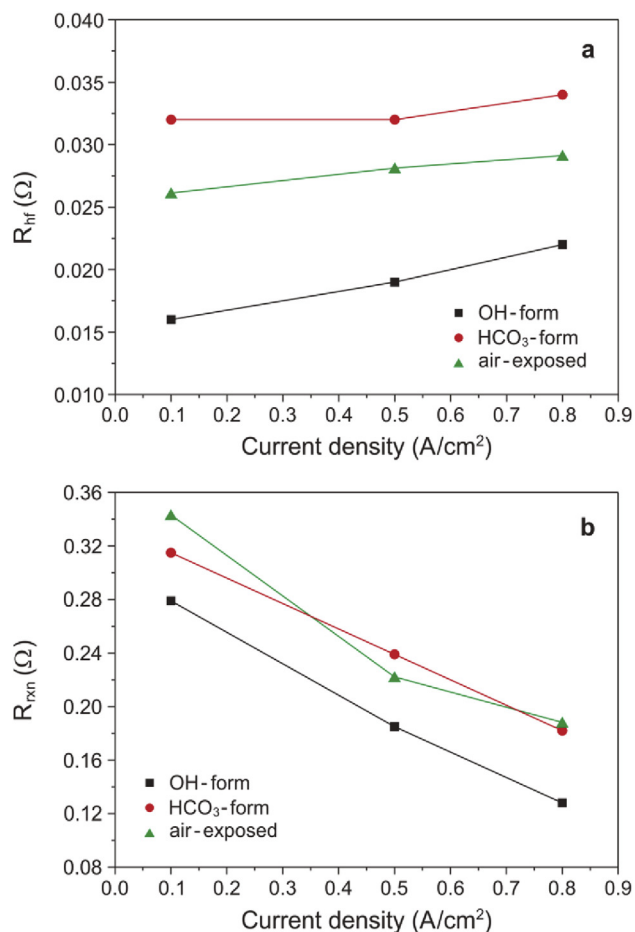 0.040
a
0.035
0.030
0.025
0.020
0.015
0.010
R_hf (Ω)
OH-form
HCO₃-form
air-exposed
0.0 0.1 0.2 0.3 0.4 0.5 0.6 0.7 0.8 0.9
Current density (A/cm²)
0.36
b
0.32
0.28
0.24
0.20
0.16
0.12
0.08
R_rxn (Ω)
OH-form
HCO₃-form
air-exposed
0.0 0.1 0.2 0.3 0.4 0.5 0.6 0.7 0.8 0.9
Current density (A/cm²)